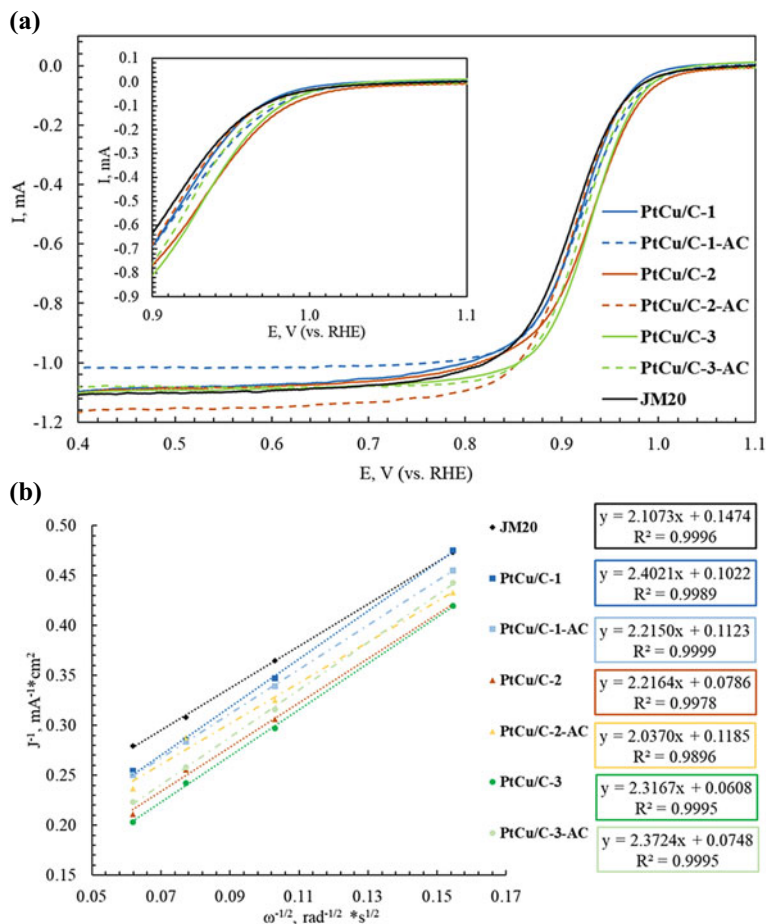 (a)
0.0
-0.2
-0.4
-0.6
-0.8
-1.0
-1.2
I, mA
0.4 0.5 0.6 0.7 0.8 0.9 1.0 1.1
E, V (vs. RHE)
0.1
0.0
-0.1
-0.2
-0.3
-0.4
-0.5
-0.6
-0.7
-0.8
-0.9
I, mA
0.9 1.0 1.1
E, V (vs. RHE)
PtCu/C-1
PtCu/C-1-AC
PtCu/C-2
PtCu/C-2-AC
PtCu/C-3
PtCu/C-3-AC
JM20
(b)
0.50
0.45
0.40
0.35
0.30
0.25
0.20
0.15
J⁻¹, mA⁻¹*cm²
0.05 0.07 0.09 0.11 0.13 0.15 0.17
ω⁻¹/², rad⁻¹/² *s¹/²
JM20
y = 2.1073x + 0.1474
R² = 0.9996
PtCu/C-1
y = 2.4021x + 0.1022
R² = 0.9989
PtCu/C-1-AC
y = 2.2150x + 0.1123
R² = 0.9999
PtCu/C-2
y = 2.2164x + 0.0786
R² = 0.9978
PtCu/C-2-AC
y = 2.0370x + 0.1185
R² = 0.9896
PtCu/C-3
y = 2.3167x + 0.0608
R² = 0.9995
PtCu/C-3-AC
y = 2.3724x + 0.0748
R² = 0.9995